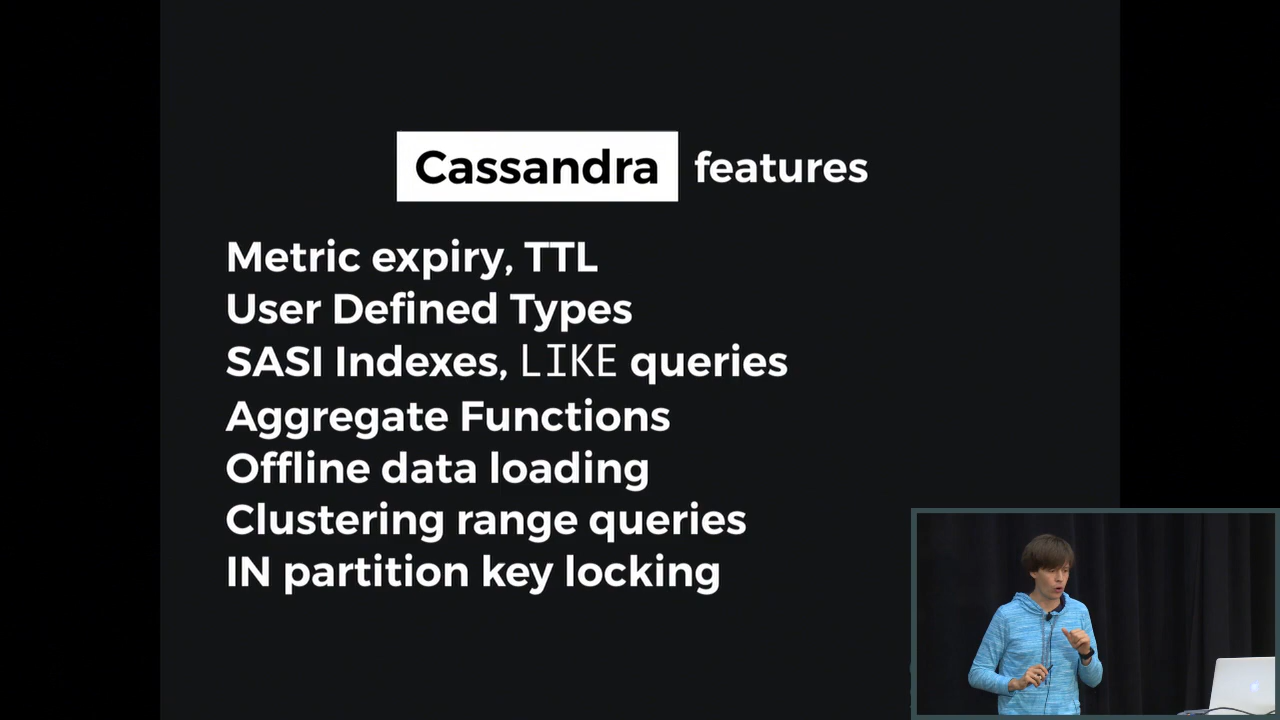 Cassandra features
Metric expiry, TTL
User Defined Types
SASI Indexes, LIKE queries
Aggregate Functions
Offline data loading
Clustering range queries
IN partition key locking